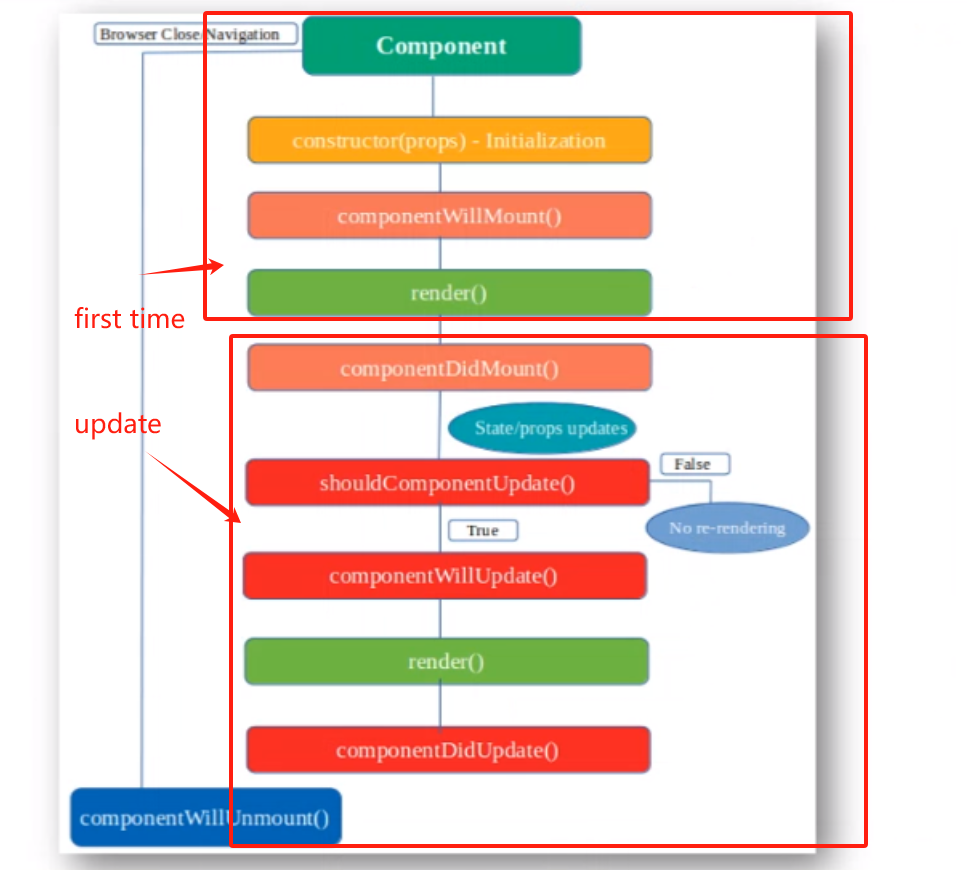 Browser Close/Navigation
Component
constructor(props) - Initialization
componentWillMount()
render()
first time
componentDidMount()
update
State/props updates
False
shouldComponentUpdate()
No re-rendering
True
componentWillUpdate()
render()
componentDidUpdate()
componentWillUnmount()